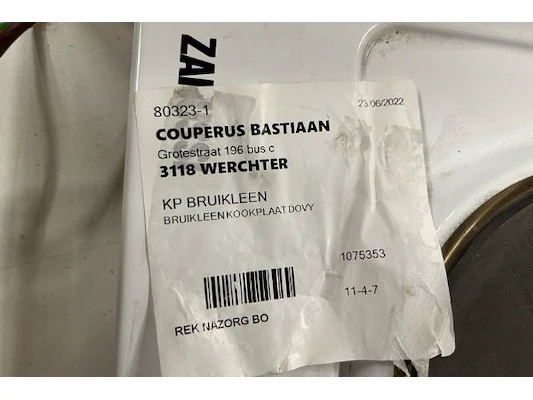 80323-1
23/06/2022
COUPERUS BASTIAAN
Grotestraat 196 bus c
3118 WERCHTER
KP BRUIKLEEN
BRUIKLEEN KOOKPLAAT DOVY
1075353
11-4-7
REK NAZORG BO